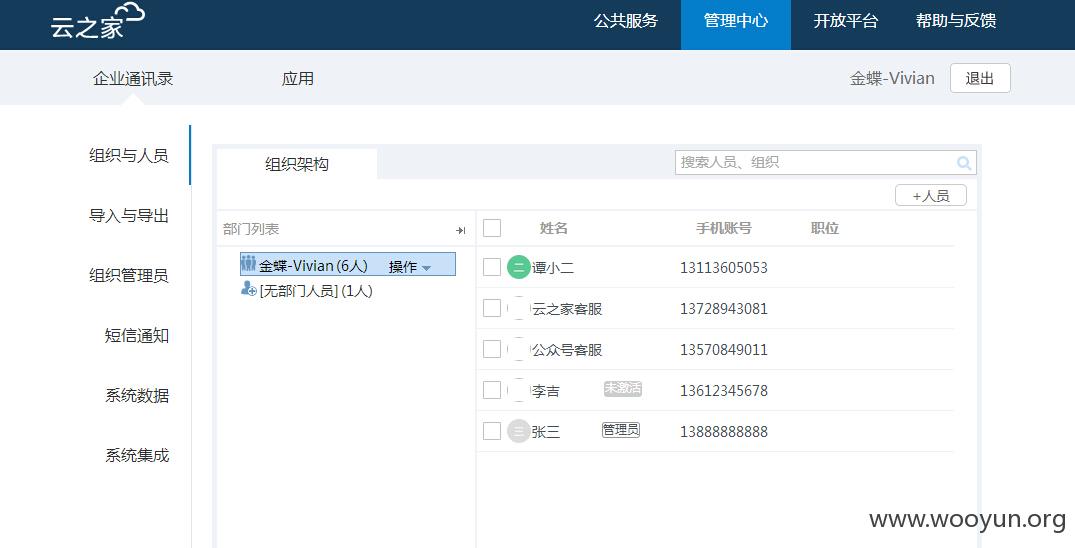 云之家
公共服务 管理中心 开放平台 帮助与反馈
企业通讯录 应用 金蝶-Vivian 退出
组织与人员
导入与导出
组织管理员
短信通知
系统数据
系统集成
组织架构 搜索人员、组织
+人员
部门列表 姓名 手机账号 职位
金蝶-Vivian (6人) 操作
[无部门人员] (1人)
二 谭小二 13113605053
云之家客服 13728943081
公众号客服 13570849011
李吉 未激活 13612345678
三 张三 管理员 13888888888
www.wooyun.org